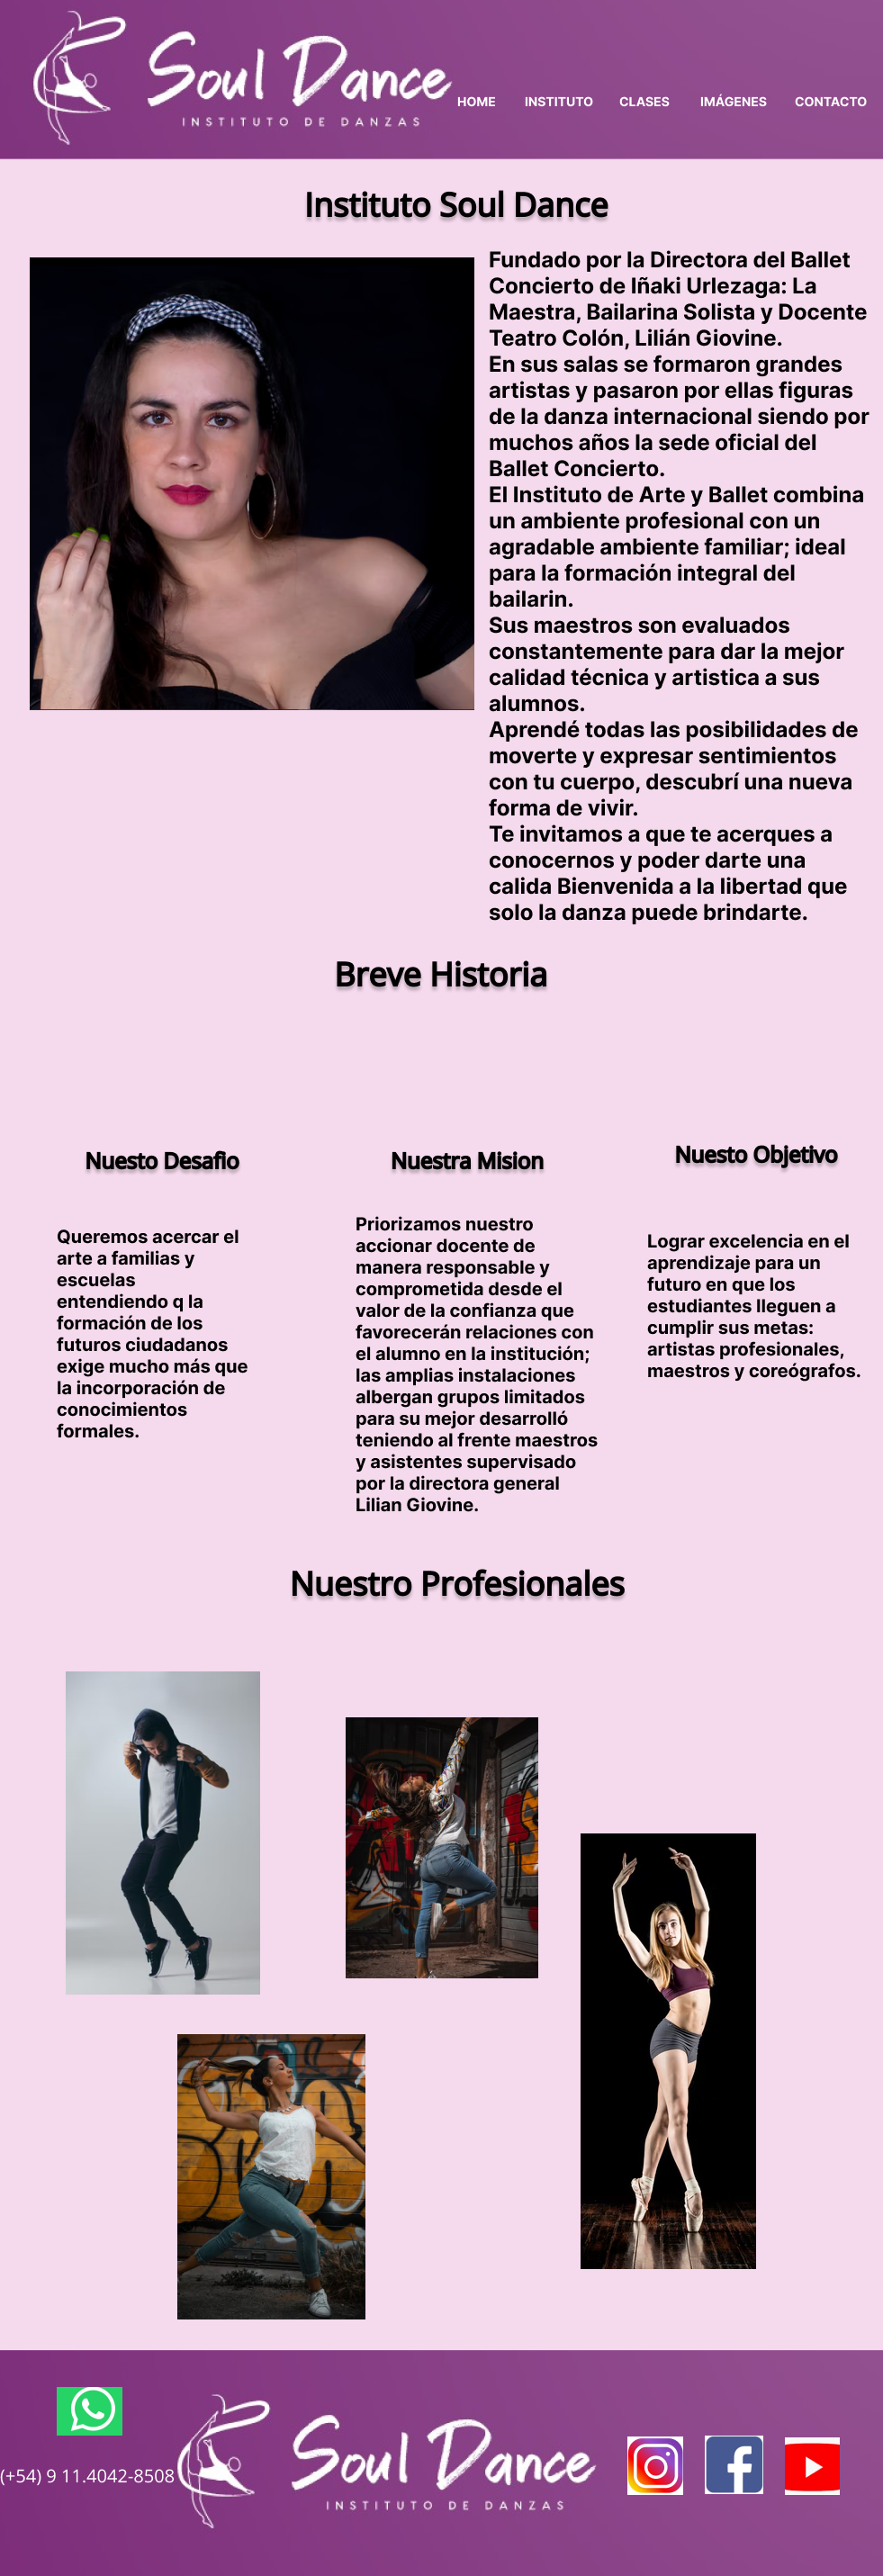 Soul Dance
INSTITUTO DE DANZAS
HOME INSTITUTO CLASES IMÁGENES CONTACTO
Instituto Soul Dance
Fundado por la Directora del Ballet
Concierto de Iñaki Urlezaga: La
Maestra, Bailarina Solista y Docente
Teatro Colón, Lilián Giovine.
En sus salas se formaron grandes
artistas y pasaron por ellas figuras
de la danza internacional siendo por
muchos años la sede oficial del
Ballet Concierto.
El Instituto de Arte y Ballet combina
un ambiente profesional con un
agradable ambiente familiar; ideal
para la formación integral del
bailarin.
Sus maestros son evaluados
constantemente para dar la mejor
calidad técnica y artistica a sus
alumnos.
Aprendé todas las posibilidades de
moverte y expresar sentimientos
con tu cuerpo, descubrí una nueva
forma de vivir.
Te invitamos a que te acerques a
conocernos y poder darte una
calida Bienvenida a la libertad que
solo la danza puede brindarte.
Breve Historia
Nuesto Desafio
Queremos acercar el
arte a familias y
escuelas
entendiendo q la
formación de los
futuros ciudadanos
exige mucho más que
la incorporación de
conocimientos
formales.
Nuestra Mision
Priorizamos nuestro
accionar docente de
manera responsable y
comprometida desde el
valor de la confianza que
favorecerán relaciones con
el alumno en la institución;
las amplias instalaciones
albergan grupos limitados
para su mejor desarrolló
teniendo al frente maestros
y asistentes supervisado
por la directora general
Lilian Giovine.
Nuesto Objetivo
Lograr excelencia en el
aprendizaje para un
futuro en que los
estudiantes lleguen a
cumplir sus metas:
artistas profesionales,
maestros y coreógrafos.
Nuestro Profesionales
(+54) 9 11.4042-8508
Soul Dance
INSTITUTO DE DANZAS